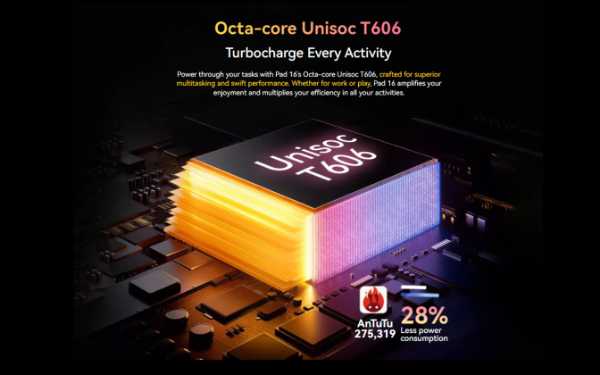 Octa-core Unisoc T606
Turbocharge Every Activity
Power through your tasks with Pad 16's Octa-core Unisoc T606, crafted for superior
multitasking and swift performance. Whether for work or play, Pad 16 amplifies your
enjoyment and multiplies your efficiency in all your activities.
Unisoc
T606
AnTuTu
275,319
28%
Less power
consumption